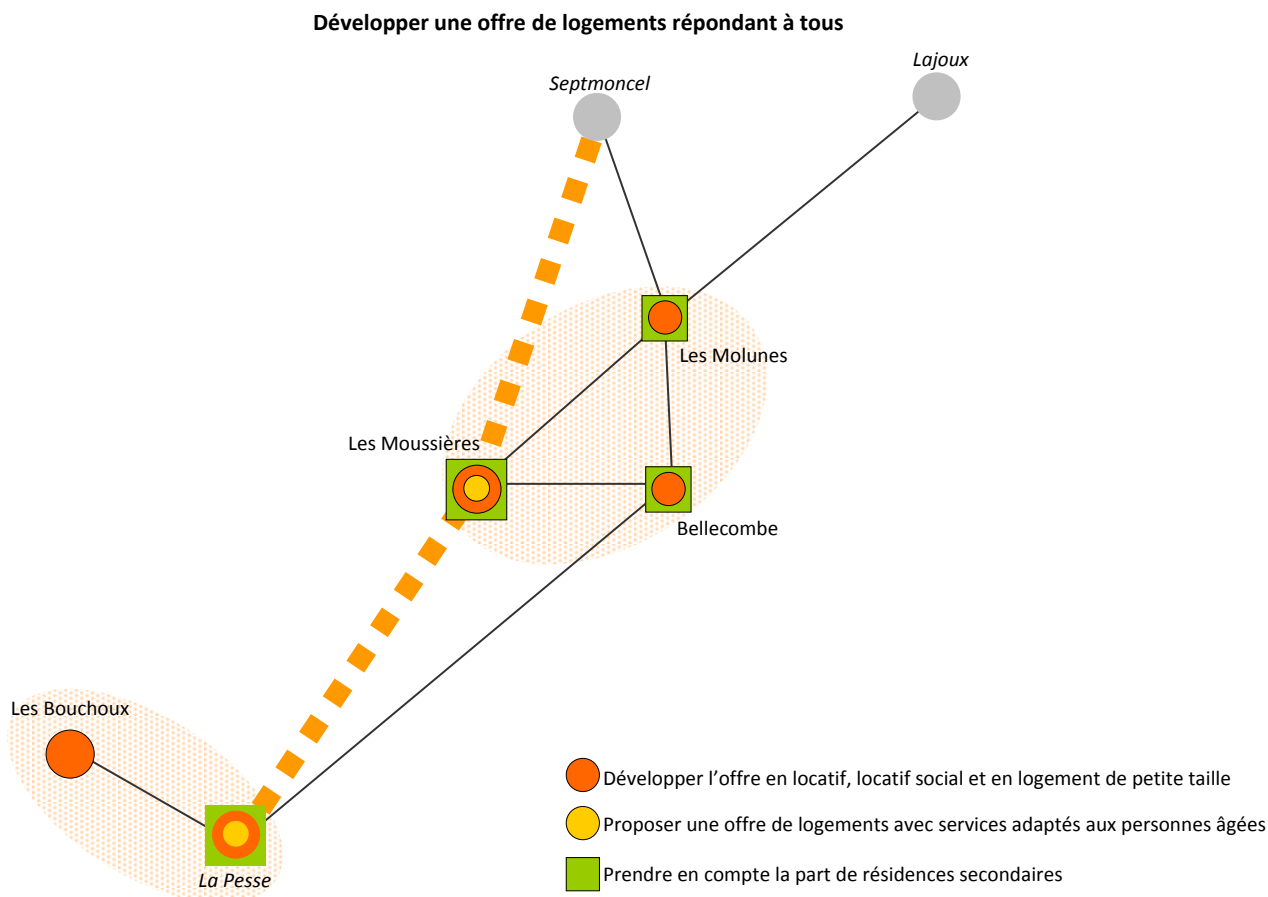 Développer une offre de logements répondant à tous
Lajoux
Septmoncel
Les Molunes
Les Moussières
Bellecombe
Les Bouchoux
La Pesse
Développer l’offre en locatif, locatif social et en logement de petite taille
Proposer une offre de logements avec services adaptés aux personnes âgées
Prendre en compte la part de résidences secondaires